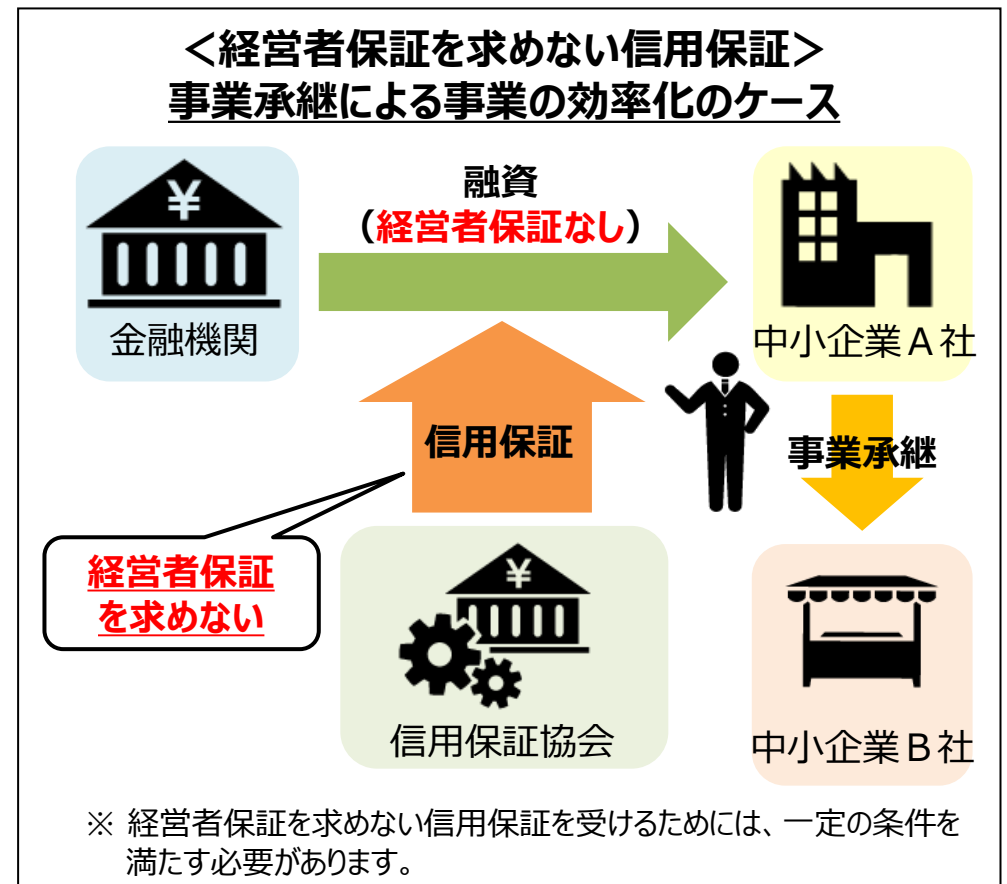 ＜経営者保証を求めない信用保証＞
事業承継による事業の効率化のケース
¥
金融機関
融資
（経営者保証なし）
中小企業Ａ社
信用保証
事業承継
経営者保証
を求めない
¥
信用保証協会
中小企業Ｂ社
※ 経営者保証を求めない信用保証を受けるためには、一定の条件を
満たす必要があります。